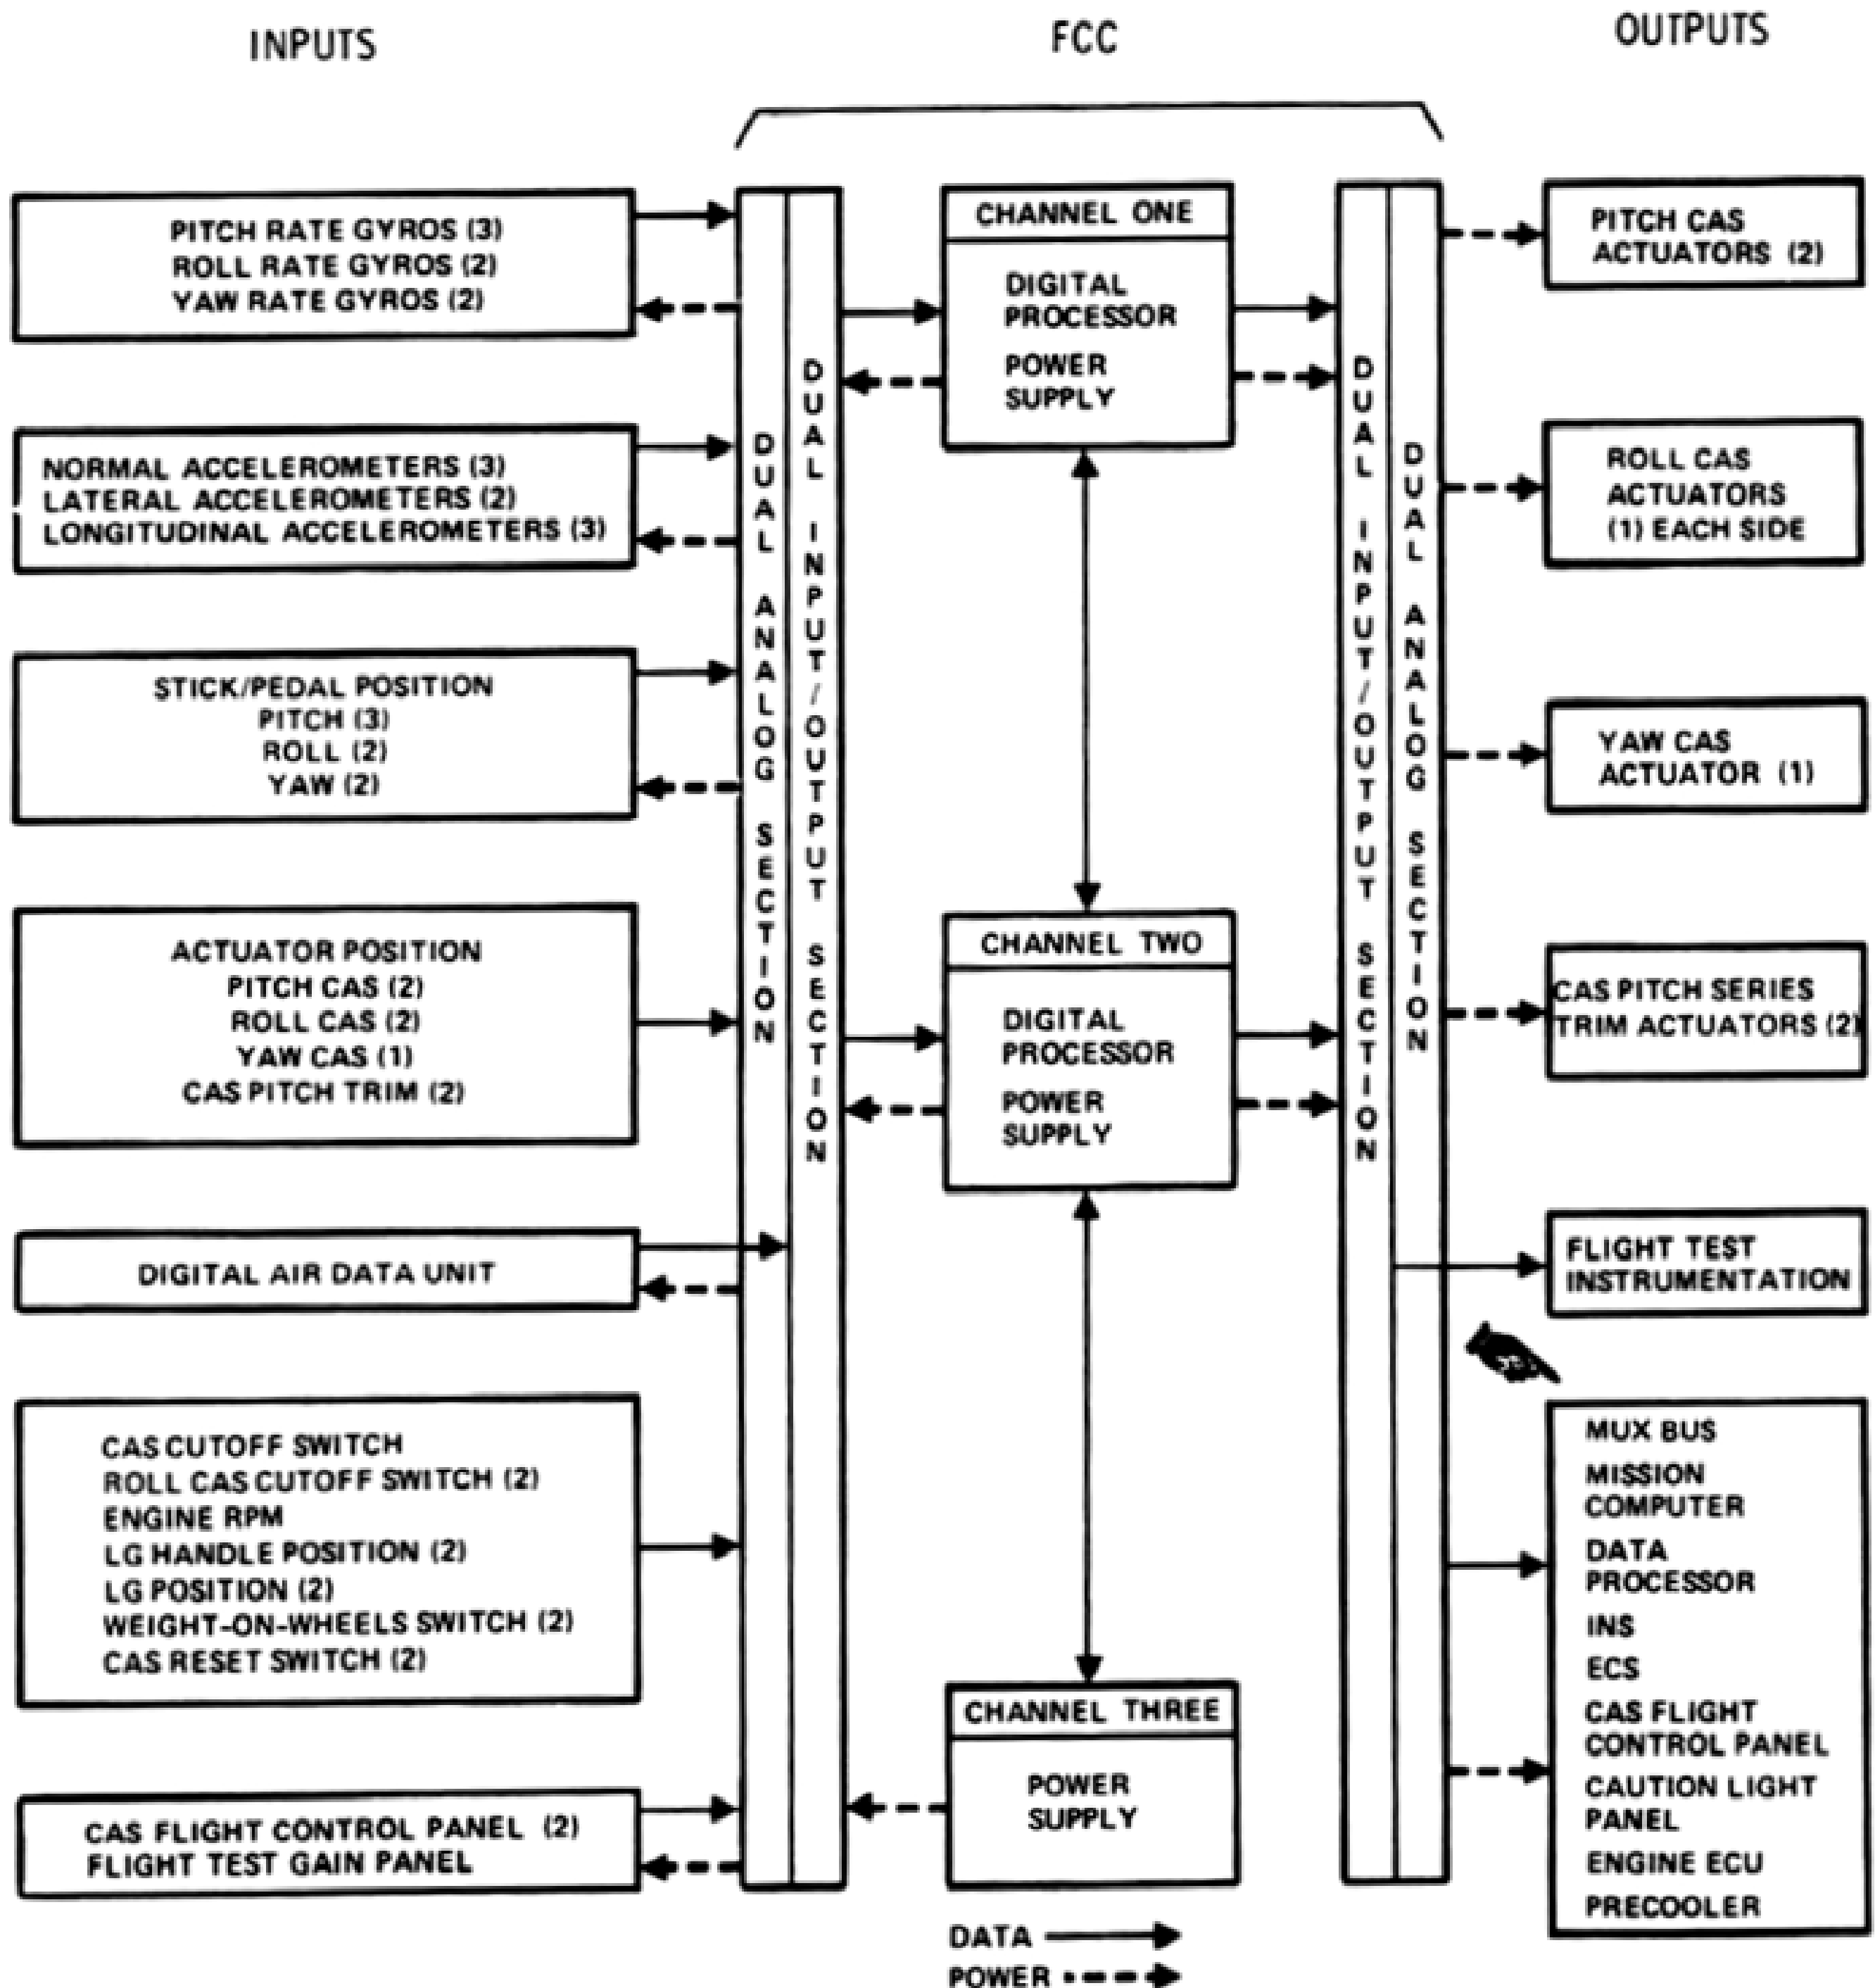 INPUTS
FCC
OUTPUTS
PITCH RATE GYROS (3)
ROLL RATE GYROS (2)
YAW RATE GYROS (2)
NORMAL ACCELEROMETERS (3)
LATERAL ACCELEROMETERS (2)
LONGITUDINAL ACCELEROMETERS (3)
STICK/PEDAL POSITION
PITCH (3)
ROLL (2)
YAW (2)
ACTUATOR POSITION
PITCH CAS (2)
ROLL CAS (2)
YAW CAS (1)
CAS PITCH TRIM (2)
DIGITAL AIR DATA UNIT
CAS CUTOFF SWITCH
ROLL CAS CUTOFF SWITCH (2)
ENGINE RPM
LG HANDLE POSITION (2)
LG POSITION (2)
WEIGHT-ON-WHEELS SWITCH (2)
CAS RESET SWITCH (2)
CAS FLIGHT CONTROL PANEL (2)
FLIGHT TEST GAIN PANEL
DUAL ANALOG SECTION
DUAL INPUT/OUTPUT SECTION
CHANNEL ONE
DIGITAL
PROCESSOR
POWER
SUPPLY
CHANNEL TWO
DIGITAL
PROCESSOR
POWER
SUPPLY
CHANNEL THREE
POWER
SUPPLY
DUAL INPUT/OUTPUT SECTION
DUAL ANALOG SECTION
PITCH CAS
ACTUATORS (2)
ROLL CAS
ACTUATORS
(1) EACH SIDE
YAW CAS
ACTUATOR (1)
CAS PITCH SERIES
TRIM ACTUATORS (2)
FLIGHT TEST
INSTRUMENTATION
MUX BUS
MISSION
COMPUTER
DATA
PROCESSOR
INS
ECS
CAS FLIGHT
CONTROL PANEL
CAUTION LIGHT
PANEL
ENGINE ECU
PRECOOLER
DATA
POWER